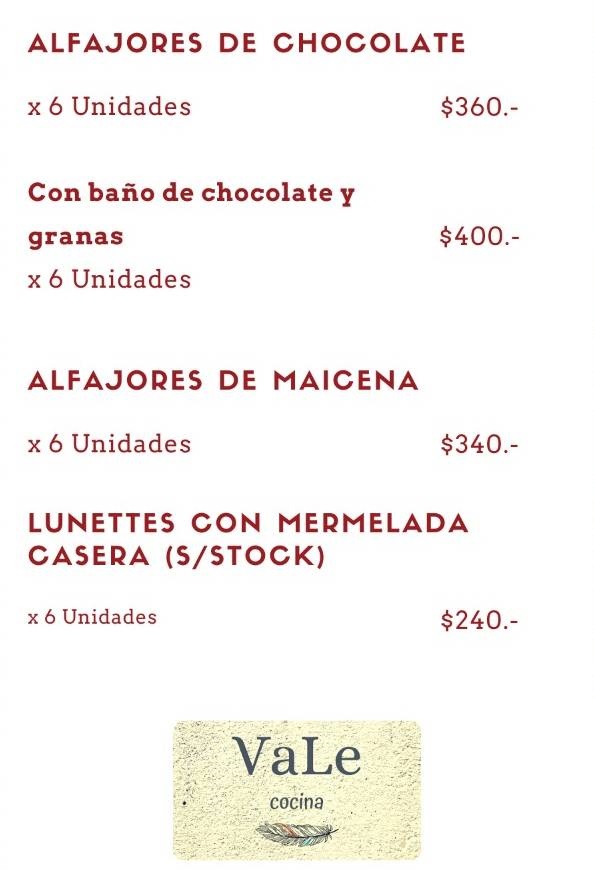 ALFAJORES DE CHOCOLATE
x 6 Unidades $360.-
Con baño de chocolate y
granas $400.-
x 6 Unidades
ALFAJORES DE MAICENA
x 6 Unidades $340.-
LUNETTES CON MERMELADA
CASERA (S/STOCK)
x 6 Unidades $240.-
VaLe
cocina